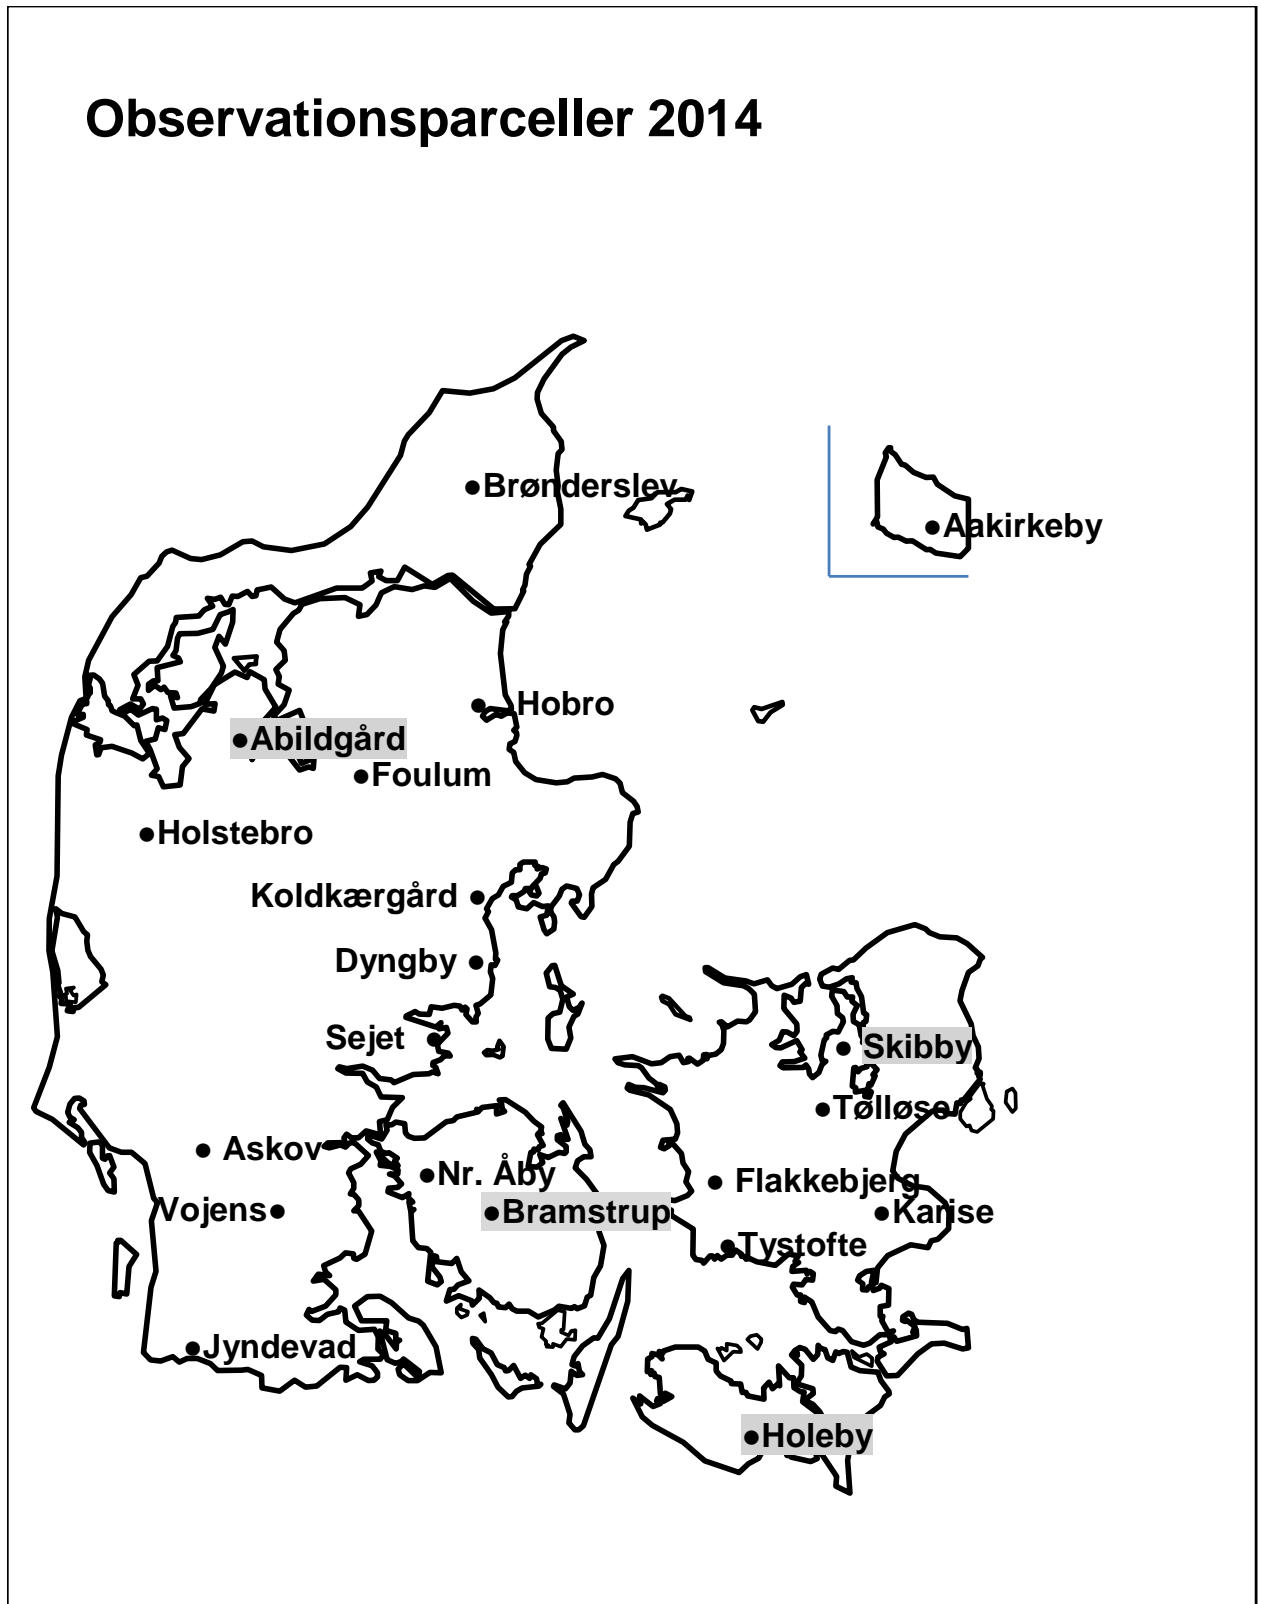 Observationsparceller 2014
Brønderslev
Aakirkeby
Hobro
Abildgård
Foulum
Holstebro
Koldkærgård
Dyngby
Sejet
Skibby
Tølløse
Askov
Nr. Åby
Flakkebjerg
Vojens
Bramstrup
Karise
Tystofte
Jyndevad
Holeby